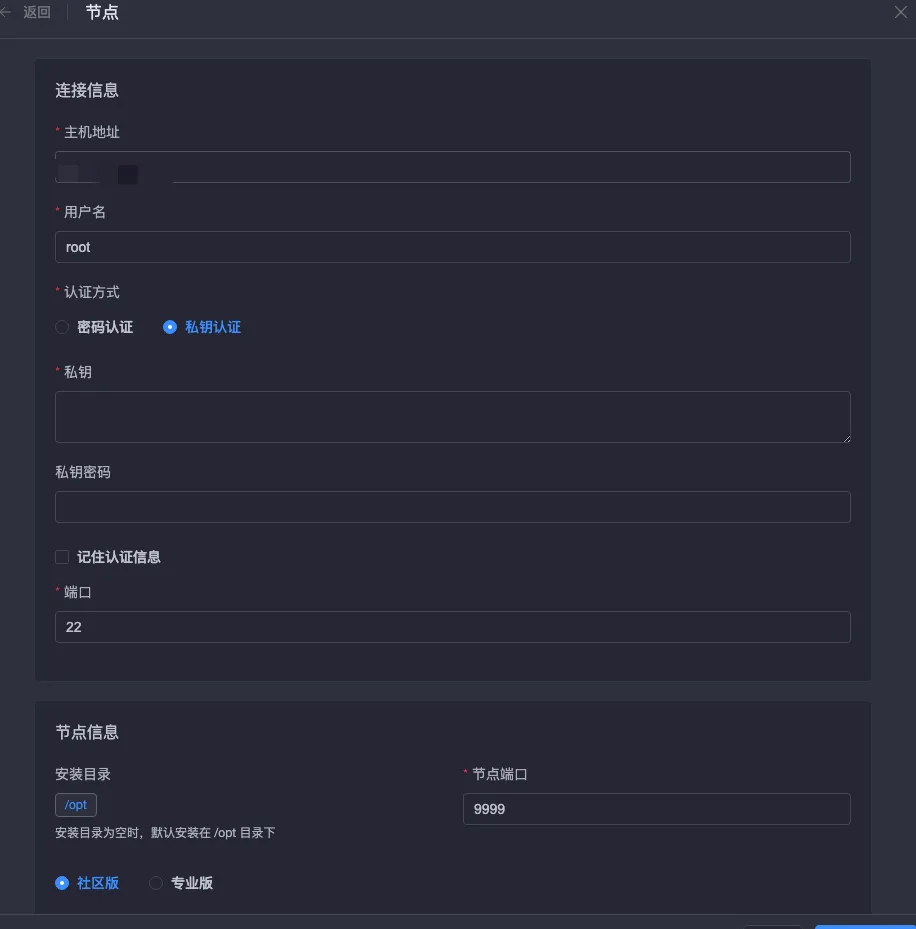 返回 节点
连接信息
* 主机地址
* 用户名
root
* 认证方式
密码认证 私钥认证
* 私钥
私钥密码
记住认证信息
* 端口
22
节点信息
安装目录 * 节点端口
/opt 9999
安装目录为空时，默认安装在 /opt 目录下
社区版 专业版